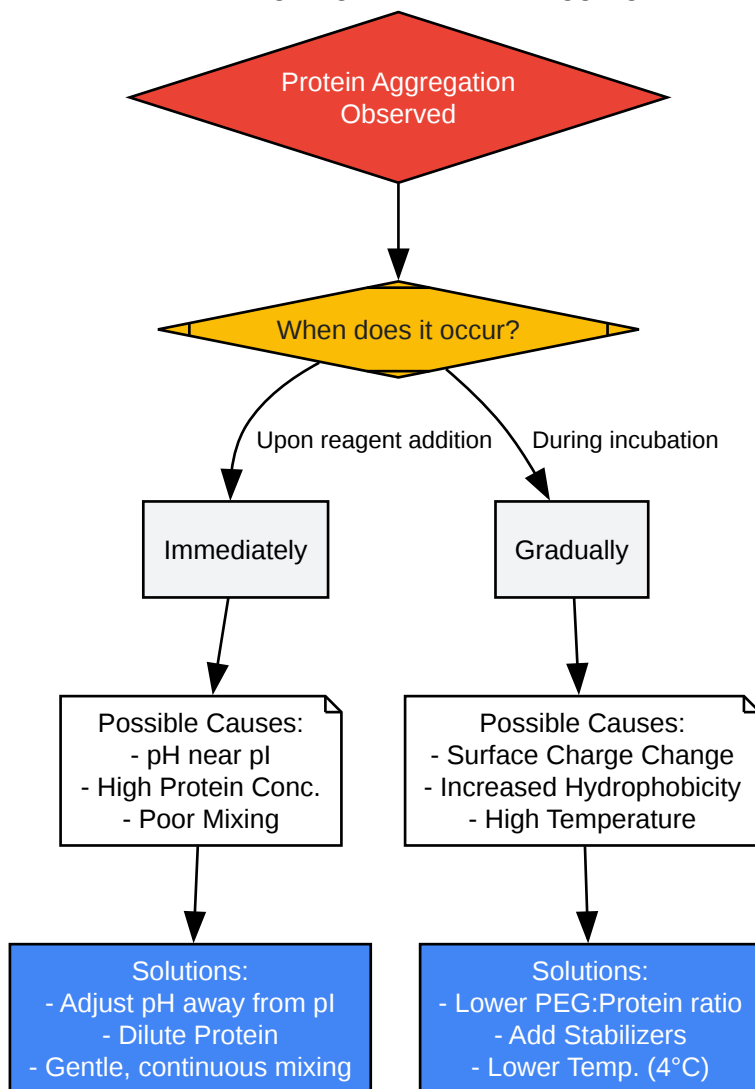 Protein Aggregation
Observed
When does it occur?
Upon reagent addition
During incubation
Immediately
Gradually
Possible Causes:
- pH near pI
- High Protein Conc.
- Poor Mixing
Possible Causes:
- Surface Charge Change
- Increased Hydrophobicity
- High Temperature
Solutions:
- Adjust pH away from pI
- Dilute Protein
- Gentle, continuous mixing
Solutions:
- Lower PEG:Protein ratio
- Add Stabilizers
- Lower Temp. (4°C)